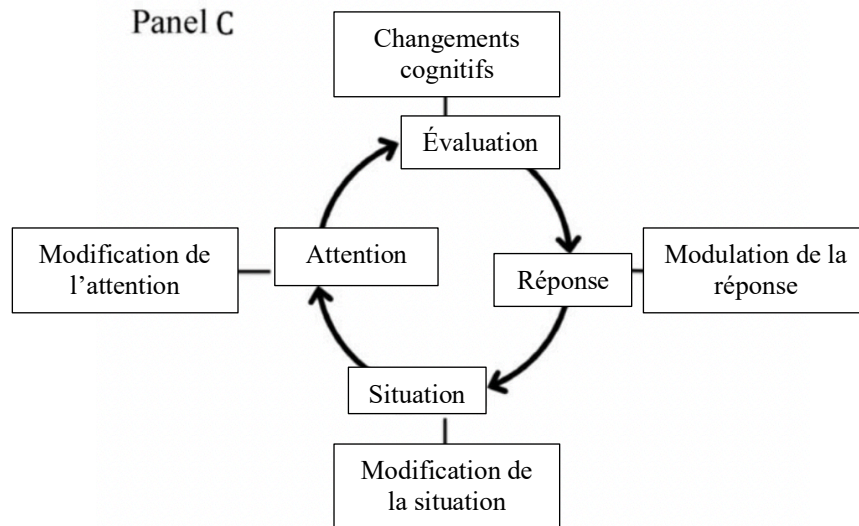 Panel C
Changements
cognitifs
Évaluation
Modification de
l'attention
Attention
Réponse
Modulation de la
réponse
Situation
Modification de
la situation